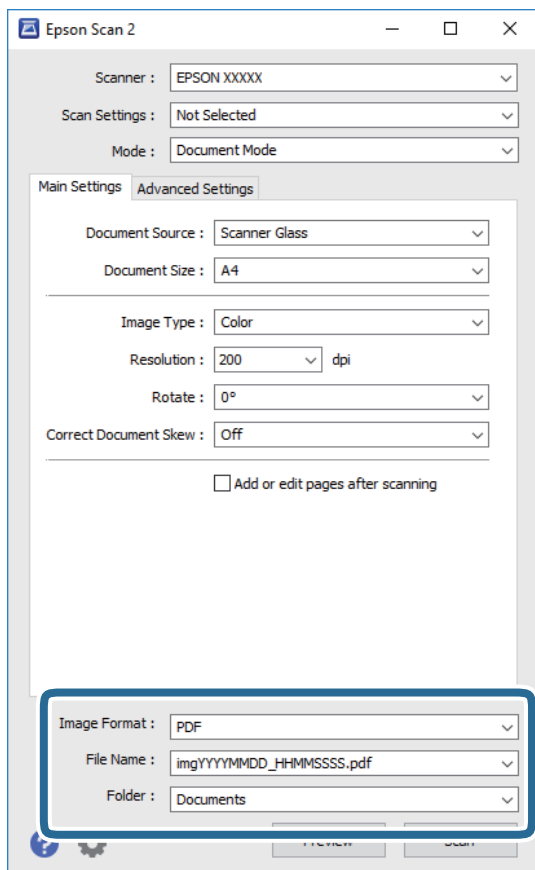 Epson Scan 2
Scanner : EPSON XXXXX
Scan Settings : Not Selected
Mode : Document Mode
Main Settings Advanced Settings
Document Source : Scanner Glass
Document Size : A4
Image Type : Color
Resolution : 200 dpi
Rotate : 0°
Correct Document Skew : Off
Add or edit pages after scanning
Image Format : PDF
File Name : imgYYYYMMDD_HHMMSSSS.pdf
Folder : Documents
? Preview Scan